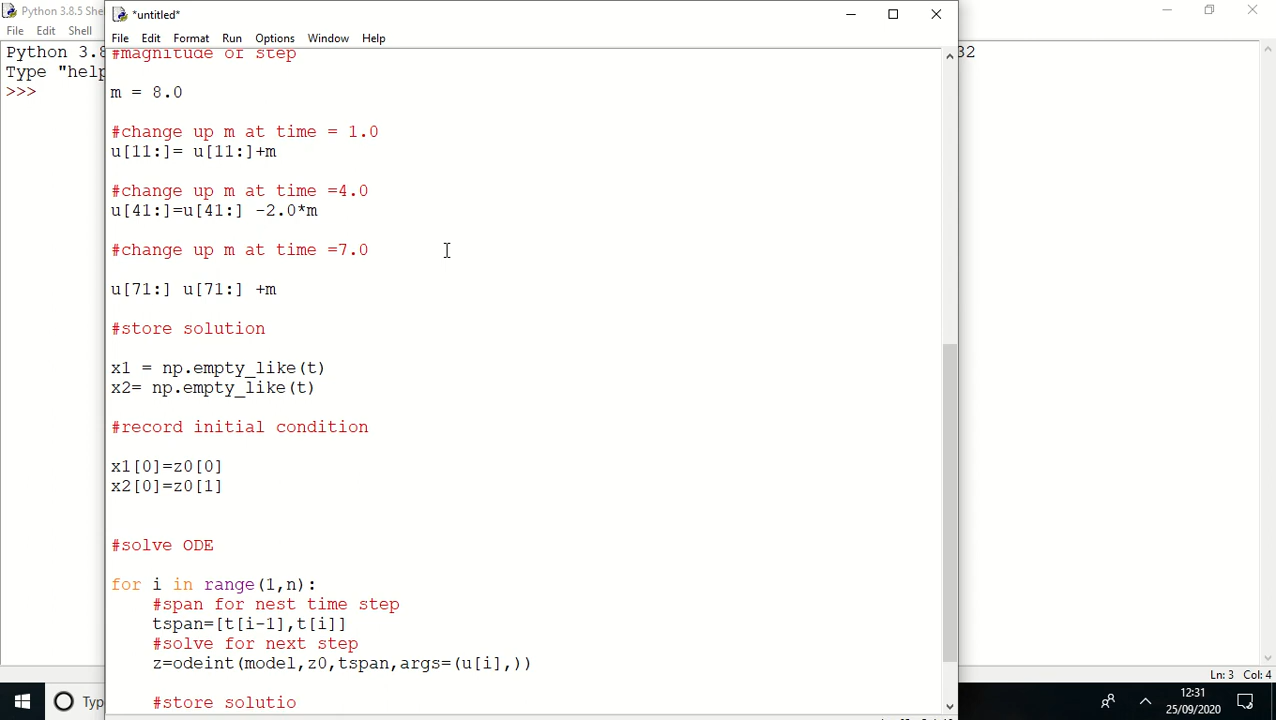 Python 3.8.5 She
*untitled*
File Edit Shell
File Edit Format Run Options Window Help
Python 3.8
32
Type "help
>>>
#magnitude or step
m = 8.0
#change up m at time = 1.0
u[11:]= u[11:]+m
#change up m at time =4.0
u[41:]=u[41:] -2.0*m
#change up m at time =7.0
u[71:] u[71:] +m
#store solution
x1 = np.empty_like(t)
x2= np.empty_like(t)
#record initial condition
x1[0]=z0[0]
x2[0]=z0[1]
#solve ODE
for i in range(1,n):
#span for nest time step
tspan=[t[i-1],t[i]]
#solve for next step
z=odeint(model,z0,tspan,args=(u[i],))
#store solutio
Ln: 3 Col: 4
Typ
12:31
25/09/2020